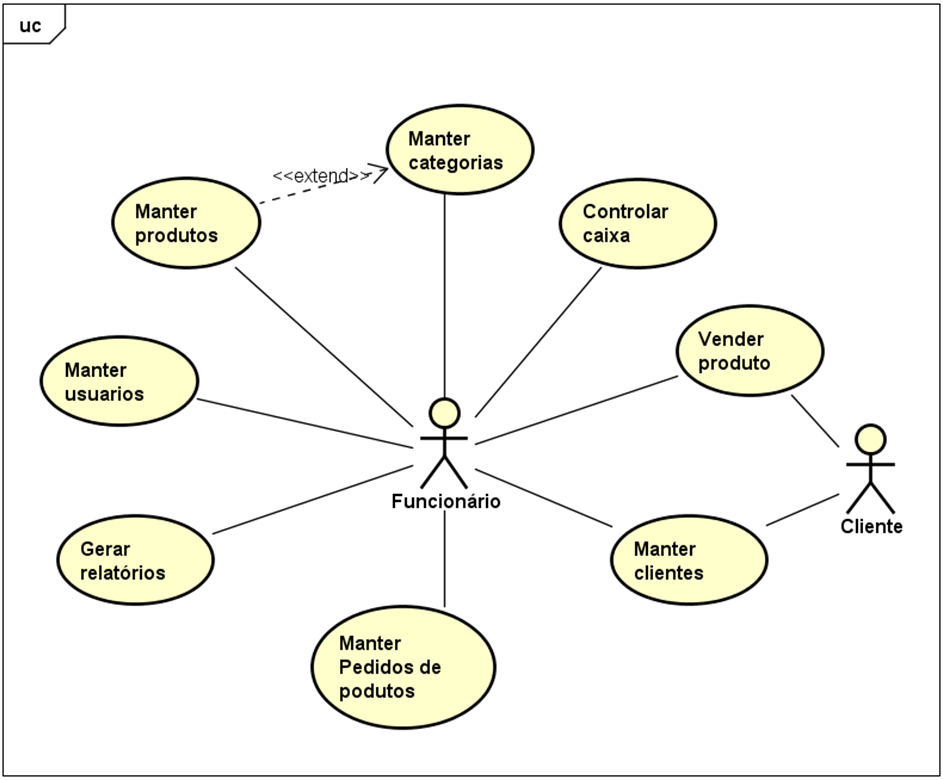 uc
Manter
categorias
<<extend>>
Manter
produtos
Controlar
caixa
Vender
produto
Manter
usuarios
Funcionário
Cliente
Gerar
relatórios
Manter
clientes
Manter
Pedidos de
podutos